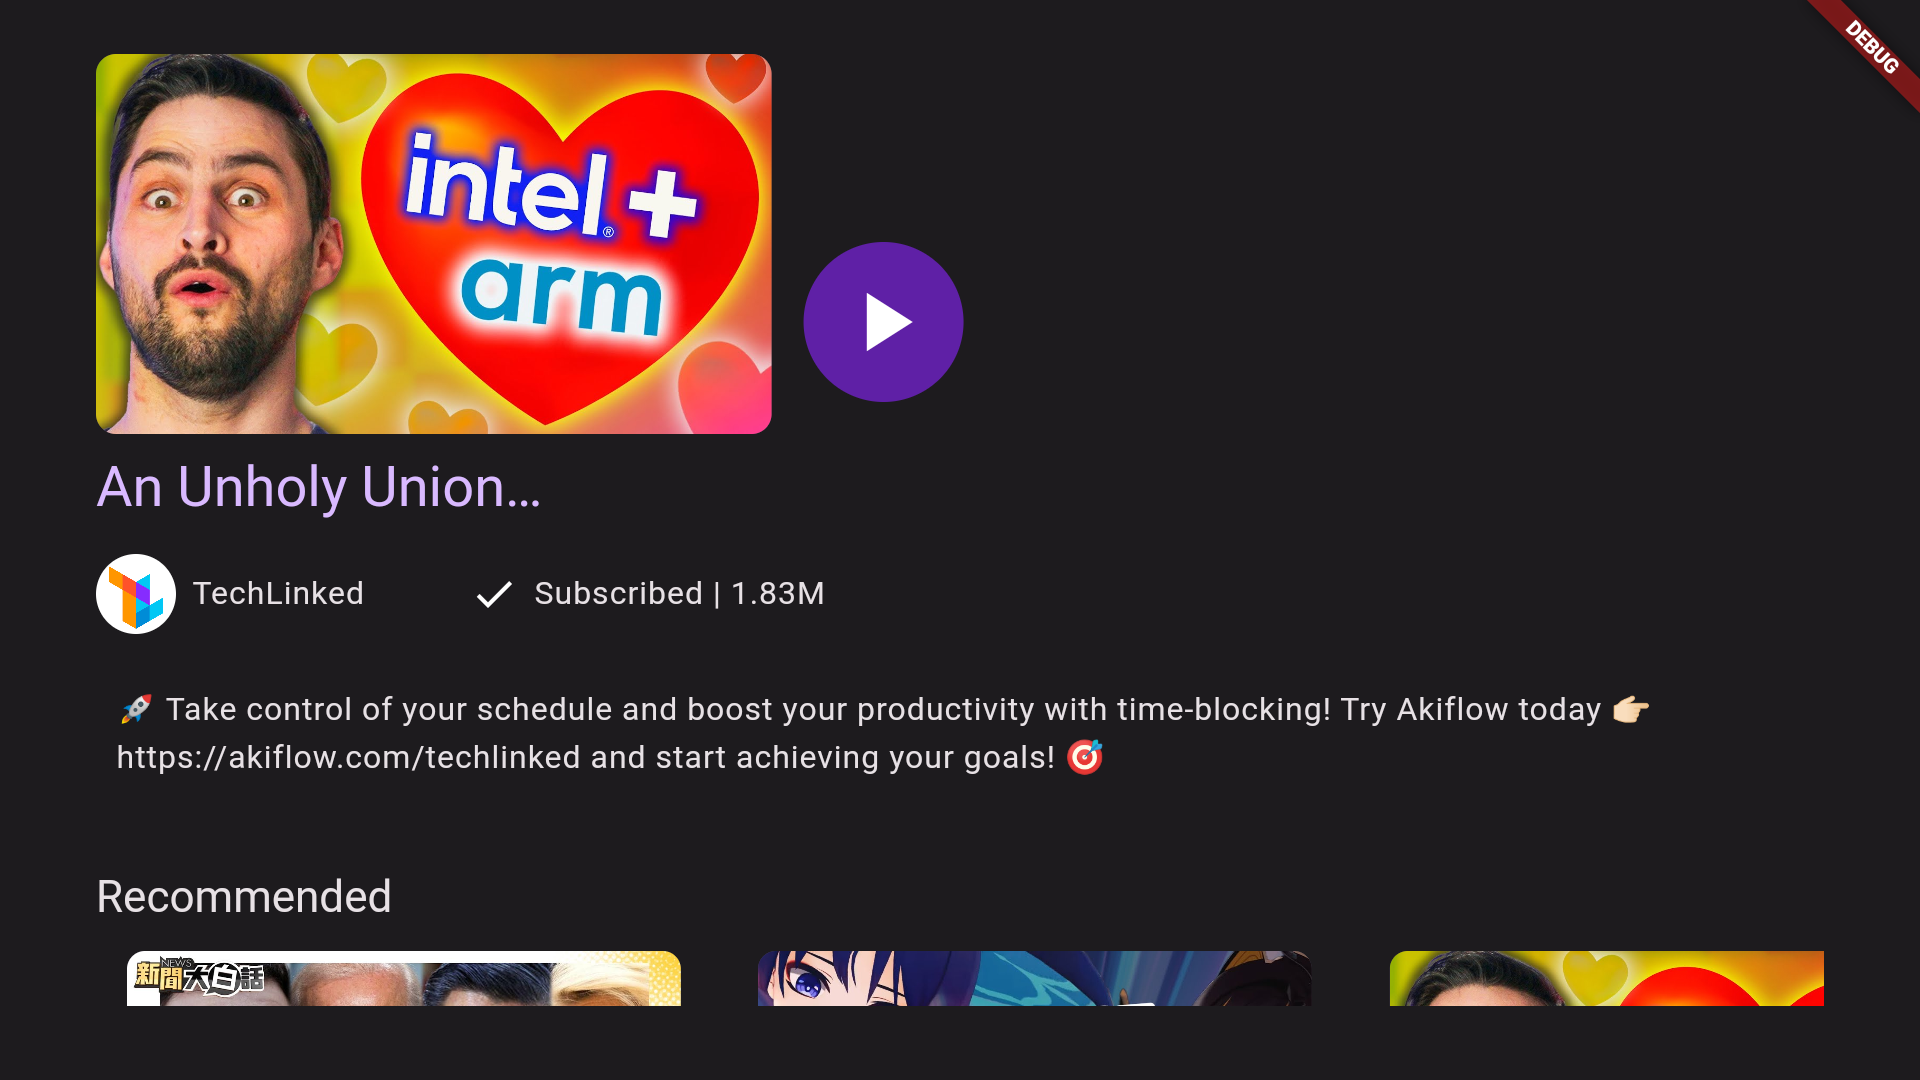 DEBUG
intel®+
arm
An Unholy Union…
TechLinked
Subscribed | 1.83M
🚀 Take control of your schedule and boost your productivity with time-blocking! Try Akiflow today 👉🏻
https://akiflow.com/techlinked and start achieving your goals! 🎯
Recommended
NEWS
新聞大白話